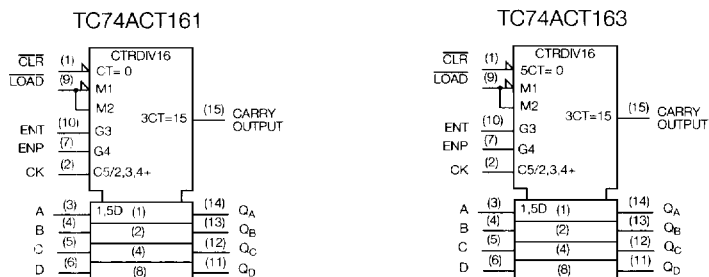 TC74ACT161
CTRDIV16
CLR (1) CT= 0
LOAD (9) M1
M2
3CT=15 (15) CARRY OUTPUT
ENT (10) G3
ENP (7) G4
CK (2) C5/2,3,4+
A (3) 1,5D (1) (14) QA
B (4) (2) (13) QB
C (5) (4) (12) QC
D (6) (8) (11) QD
TC74ACT163
CTRDIV16
CLR (1) 5CT= 0
LOAD (9) M1
M2
3CT=15 (15) CARRY OUTPUT
ENT (10) G3
ENP (7) G4
CK (2) C5/2,3,4+
A (3) 1,5D (1) (14) QA
B (4) (2) (13) QB
C (5) (4) (12) QC
D (6) (8) (11) QD